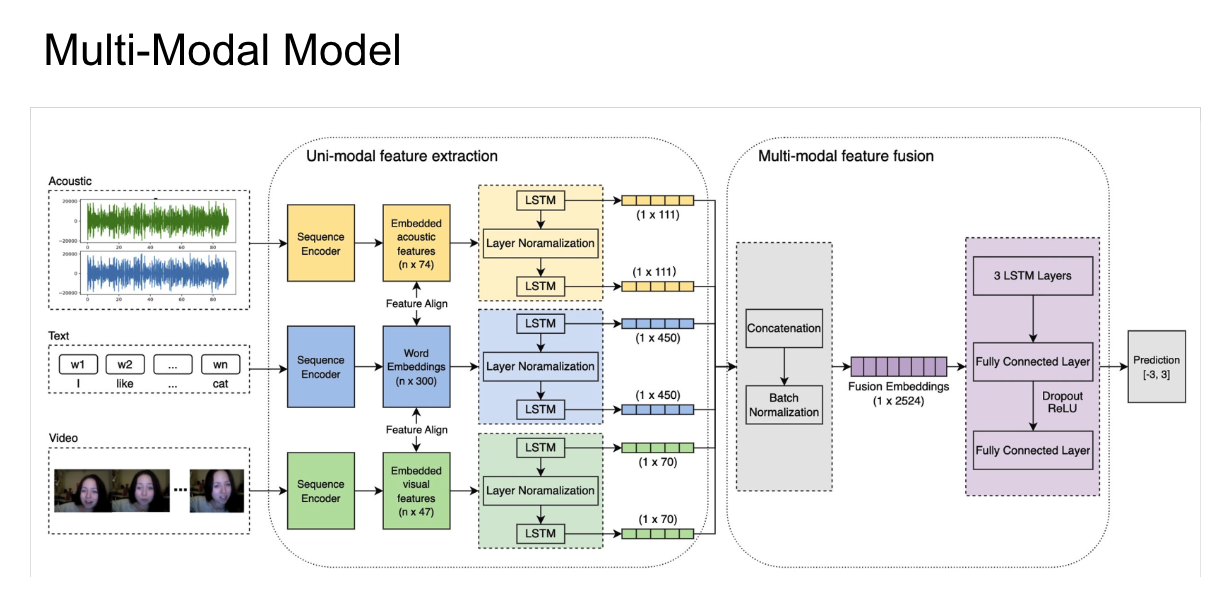 Multi-Modal Model
Uni-modal feature extraction
Multi-modal feature fusion
Acoustic
20000
0
−20000
0
20
40
60
80
20000
0
−20000
0
20
40
60
80
Sequence
Encoder
Embedded
acoustic
features
(n x 74)
LSTM
Layer Noramalization
LSTM
(1 x 111)
(1 x 111)
Feature Align
Text
w1
w2
...
wn
I
like
...
cat
Sequence
Encoder
Word
Embeddings
(n x 300)
LSTM
Layer Noramalization
LSTM
(1 x 450)
(1 x 450)
Feature Align
Video
...
Sequence
Encoder
Embedded
visual
features
(n x 47)
LSTM
Layer Noramalization
LSTM
(1 x 70)
(1 x 70)
Concatenation
Batch
Normalization
Fusion Embeddings
(1 x 2524)
3 LSTM Layers
Fully Connected Layer
Dropout
ReLU
Fully Connected Layer
Prediction
[-3, 3]